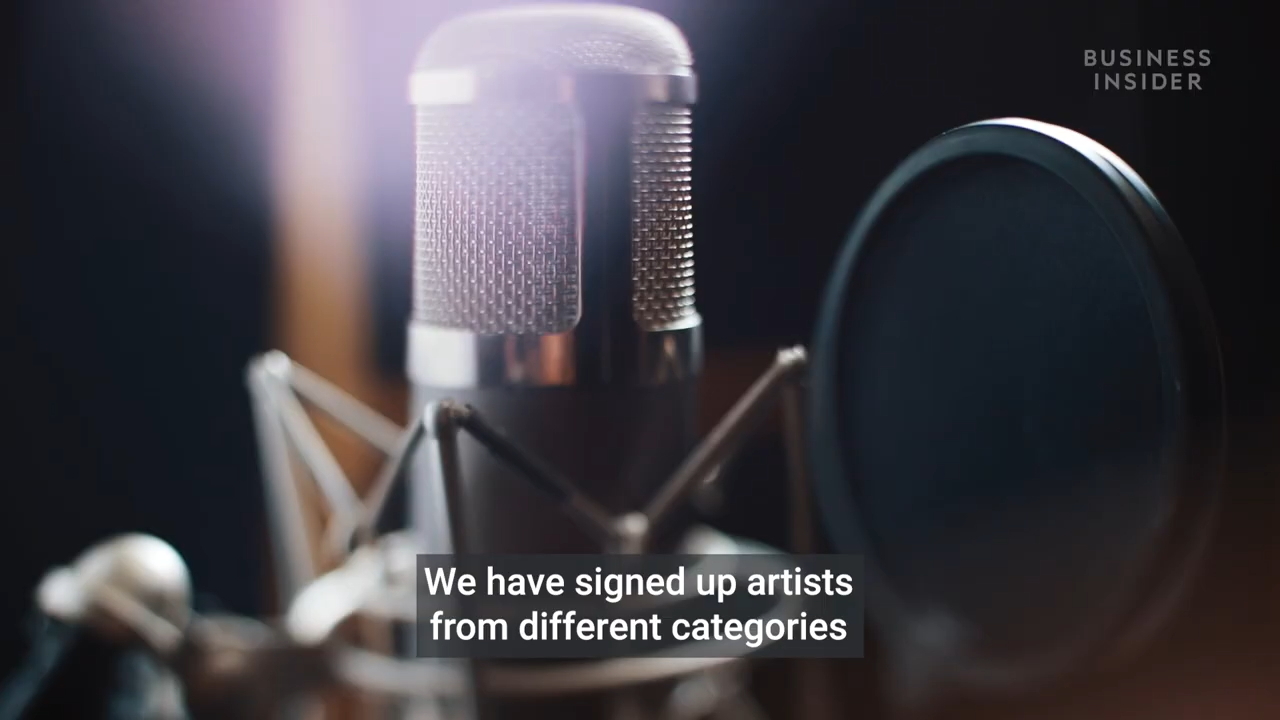 BUSINESS
INSIDER
We have signed up artists
from different categories